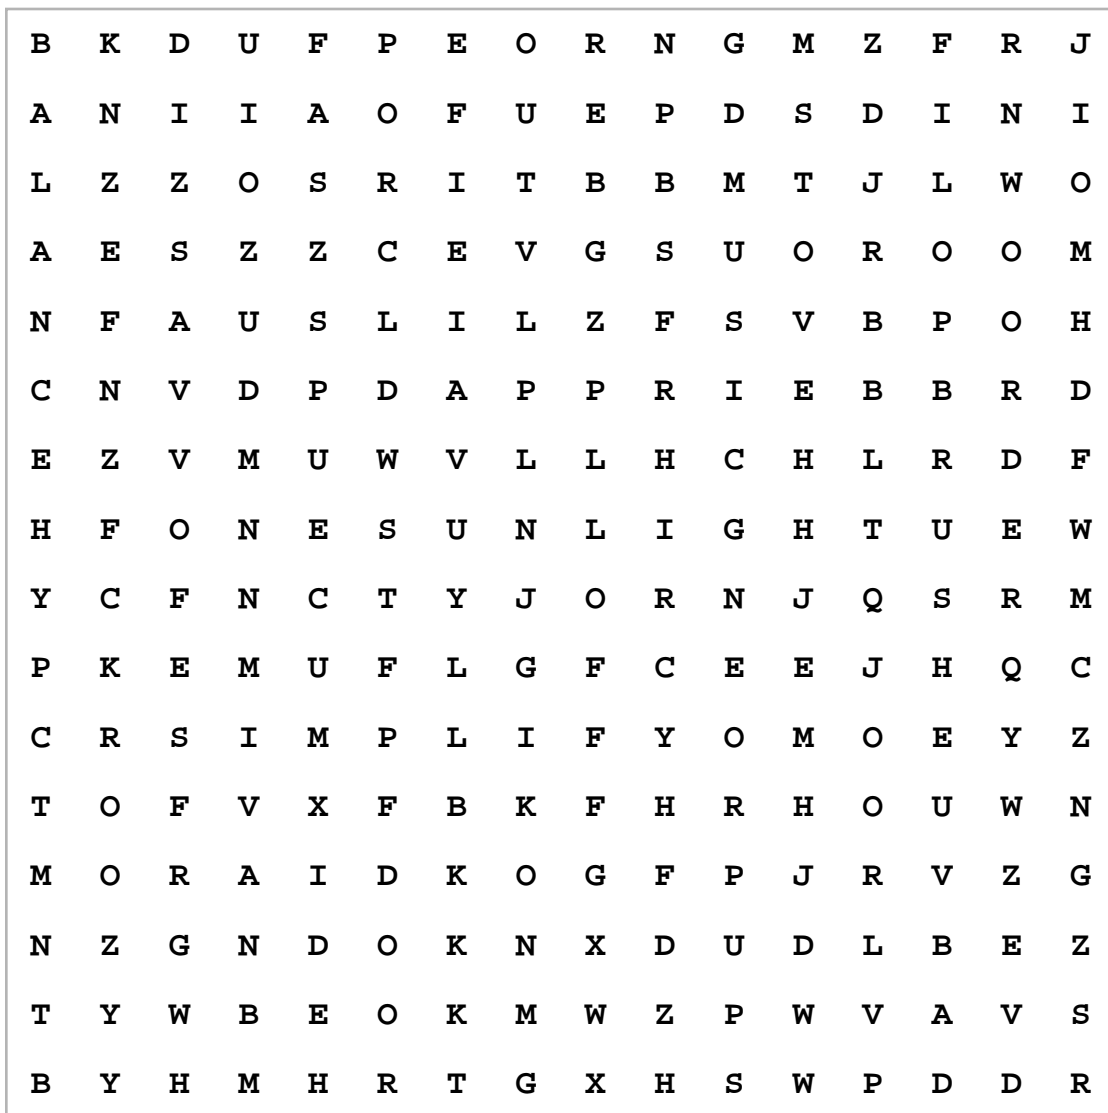 B K D U F P E O R N G M Z F R J
A N I I A O F U E P D S D I N I
L Z Z O S R I T B B M T J L W O
A E S Z Z C E V G S U O R O O M
N F A U S L I L Z F S V B P O H
C N V D P D A P P R I E B B R D
E Z V M U W V L L H C H L R D F
H F O N E S U N L I G H T U E W
Y C F N C T Y J O R N J Q S R M
P K E M U F L G F C E E J H Q C
C R S I M P L I F Y O M O E Y Z
T O F V X F B K F H R H O U W N
M O R A I D K O G F P J R V Z G
N Z G N D O K N X D U D L B E Z
T Y W B E O K M W Z P W V A V S
B Y H M H R T G X H S W P D D R